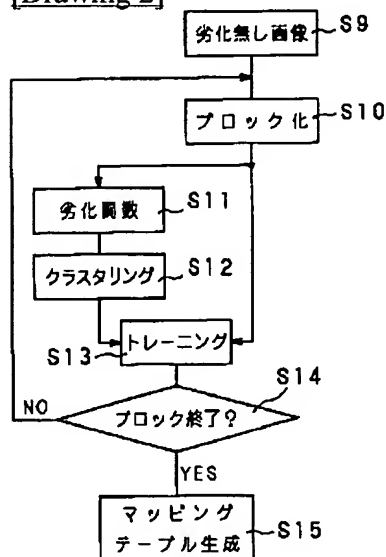 [Drawing 2]
劣化無し画像
S9
ブロック化
S10
劣化関数
S11
クラスタリング
S12
トレーニング
S13
ブロック終了?
S14
NO
YES
マッピング
テーブル生成
S15